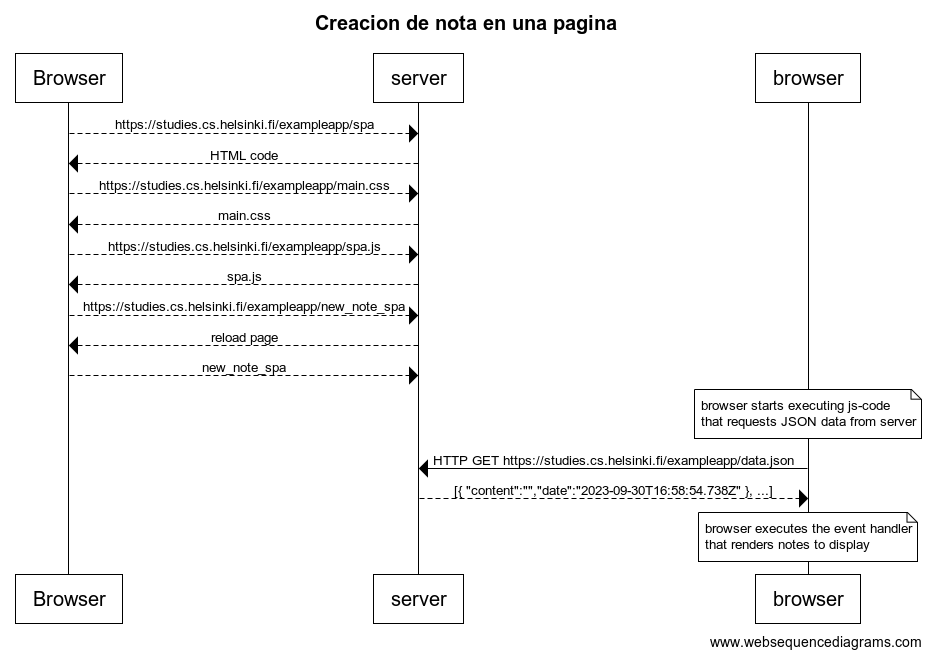 Creacion de nota en una pagina
Browser
server
browser
https://studies.cs.helsinki.fi/exampleapp/spa
HTML code
https://studies.cs.helsinki.fi/exampleapp/main.css
main.css
https://studies.cs.helsinki.fi/exampleapp/spa.js
spa.js
https://studies.cs.helsinki.fi/exampleapp/new_note_spa
reload page
new_note_spa
browser starts executing js-code
that requests JSON data from server
HTTP GET https://studies.cs.helsinki.fi/exampleapp/data.json
[{ "content":"","date":"2023-09-30T16:58:54.738Z" }, ...]
browser executes the event handler
that renders notes to display
Browser
server
browser
www.websequencediagrams.com